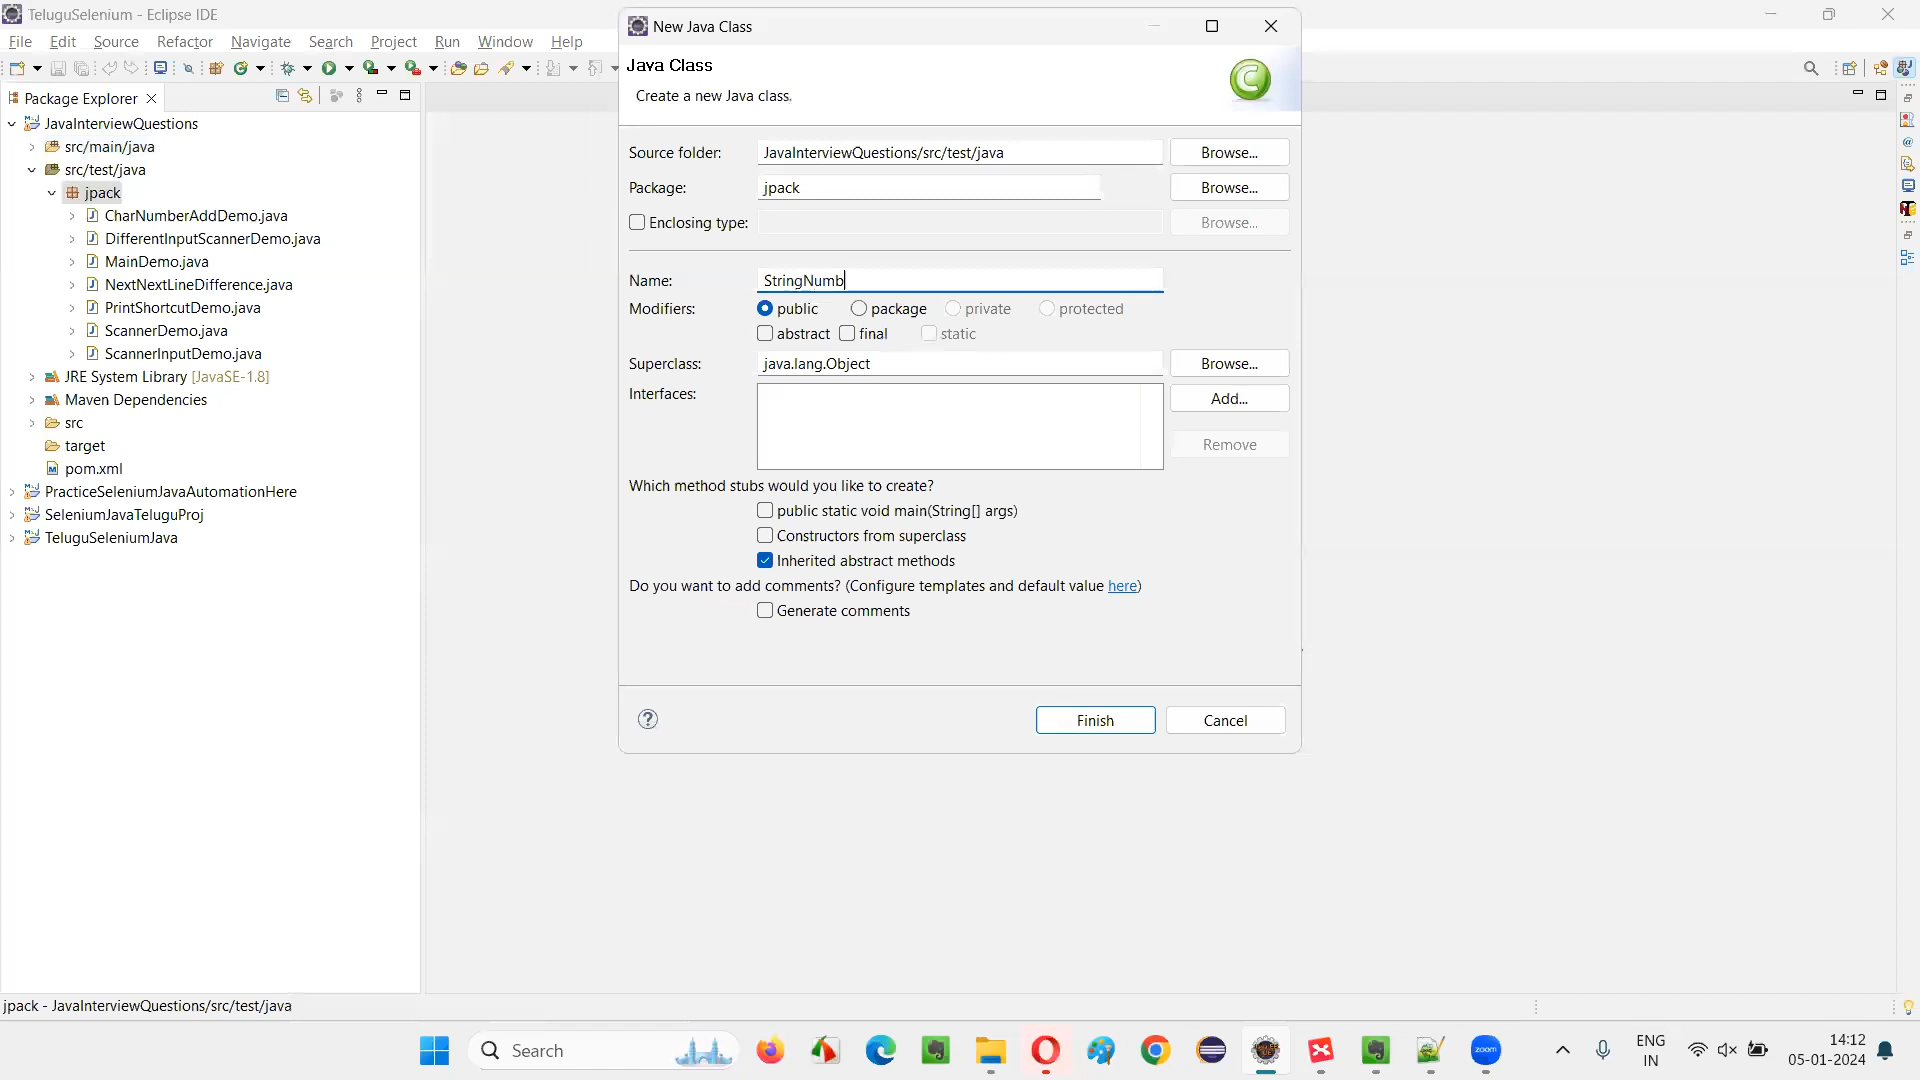 TeluguSelenium - Eclipse IDE
File Edit Source Refactor Navigate Search Project Run Window Help
Package Explorer
JavaInterviewQuestions
src/main/java
src/test/java
jpack
CharNumberAddDemo.java
DifferentInputScannerDemo.java
MainDemo.java
NextNextLineDifference.java
PrintShortcutDemo.java
ScannerDemo.java
ScannerInputDemo.java
JRE System Library [JavaSE-1.8]
Maven Dependencies
src
target
pom.xml
PracticeSeleniumJavaAutomationHere
SeleniumJavaTeluguProj
TeluguSeleniumJava
New Java Class
Java Class
Create a new Java class.
Source folder: JavaInterviewQuestions/src/test/java Browse...
Package: jpack Browse...
Enclosing type: Browse...
Name: StringNumb
Modifiers: public package private protected
abstract final static
Superclass: java.lang.Object Browse...
Interfaces: Add...
Remove
Which method stubs would you like to create?
public static void main(String[] args)
Constructors from superclass
Inherited abstract methods
Do you want to add comments? (Configure templates and default value here)
Generate comments
Finish Cancel
jpack - JavaInterviewQuestions/src/test/java
Search
zoom
ENG
IN
14:12
05-01-2024